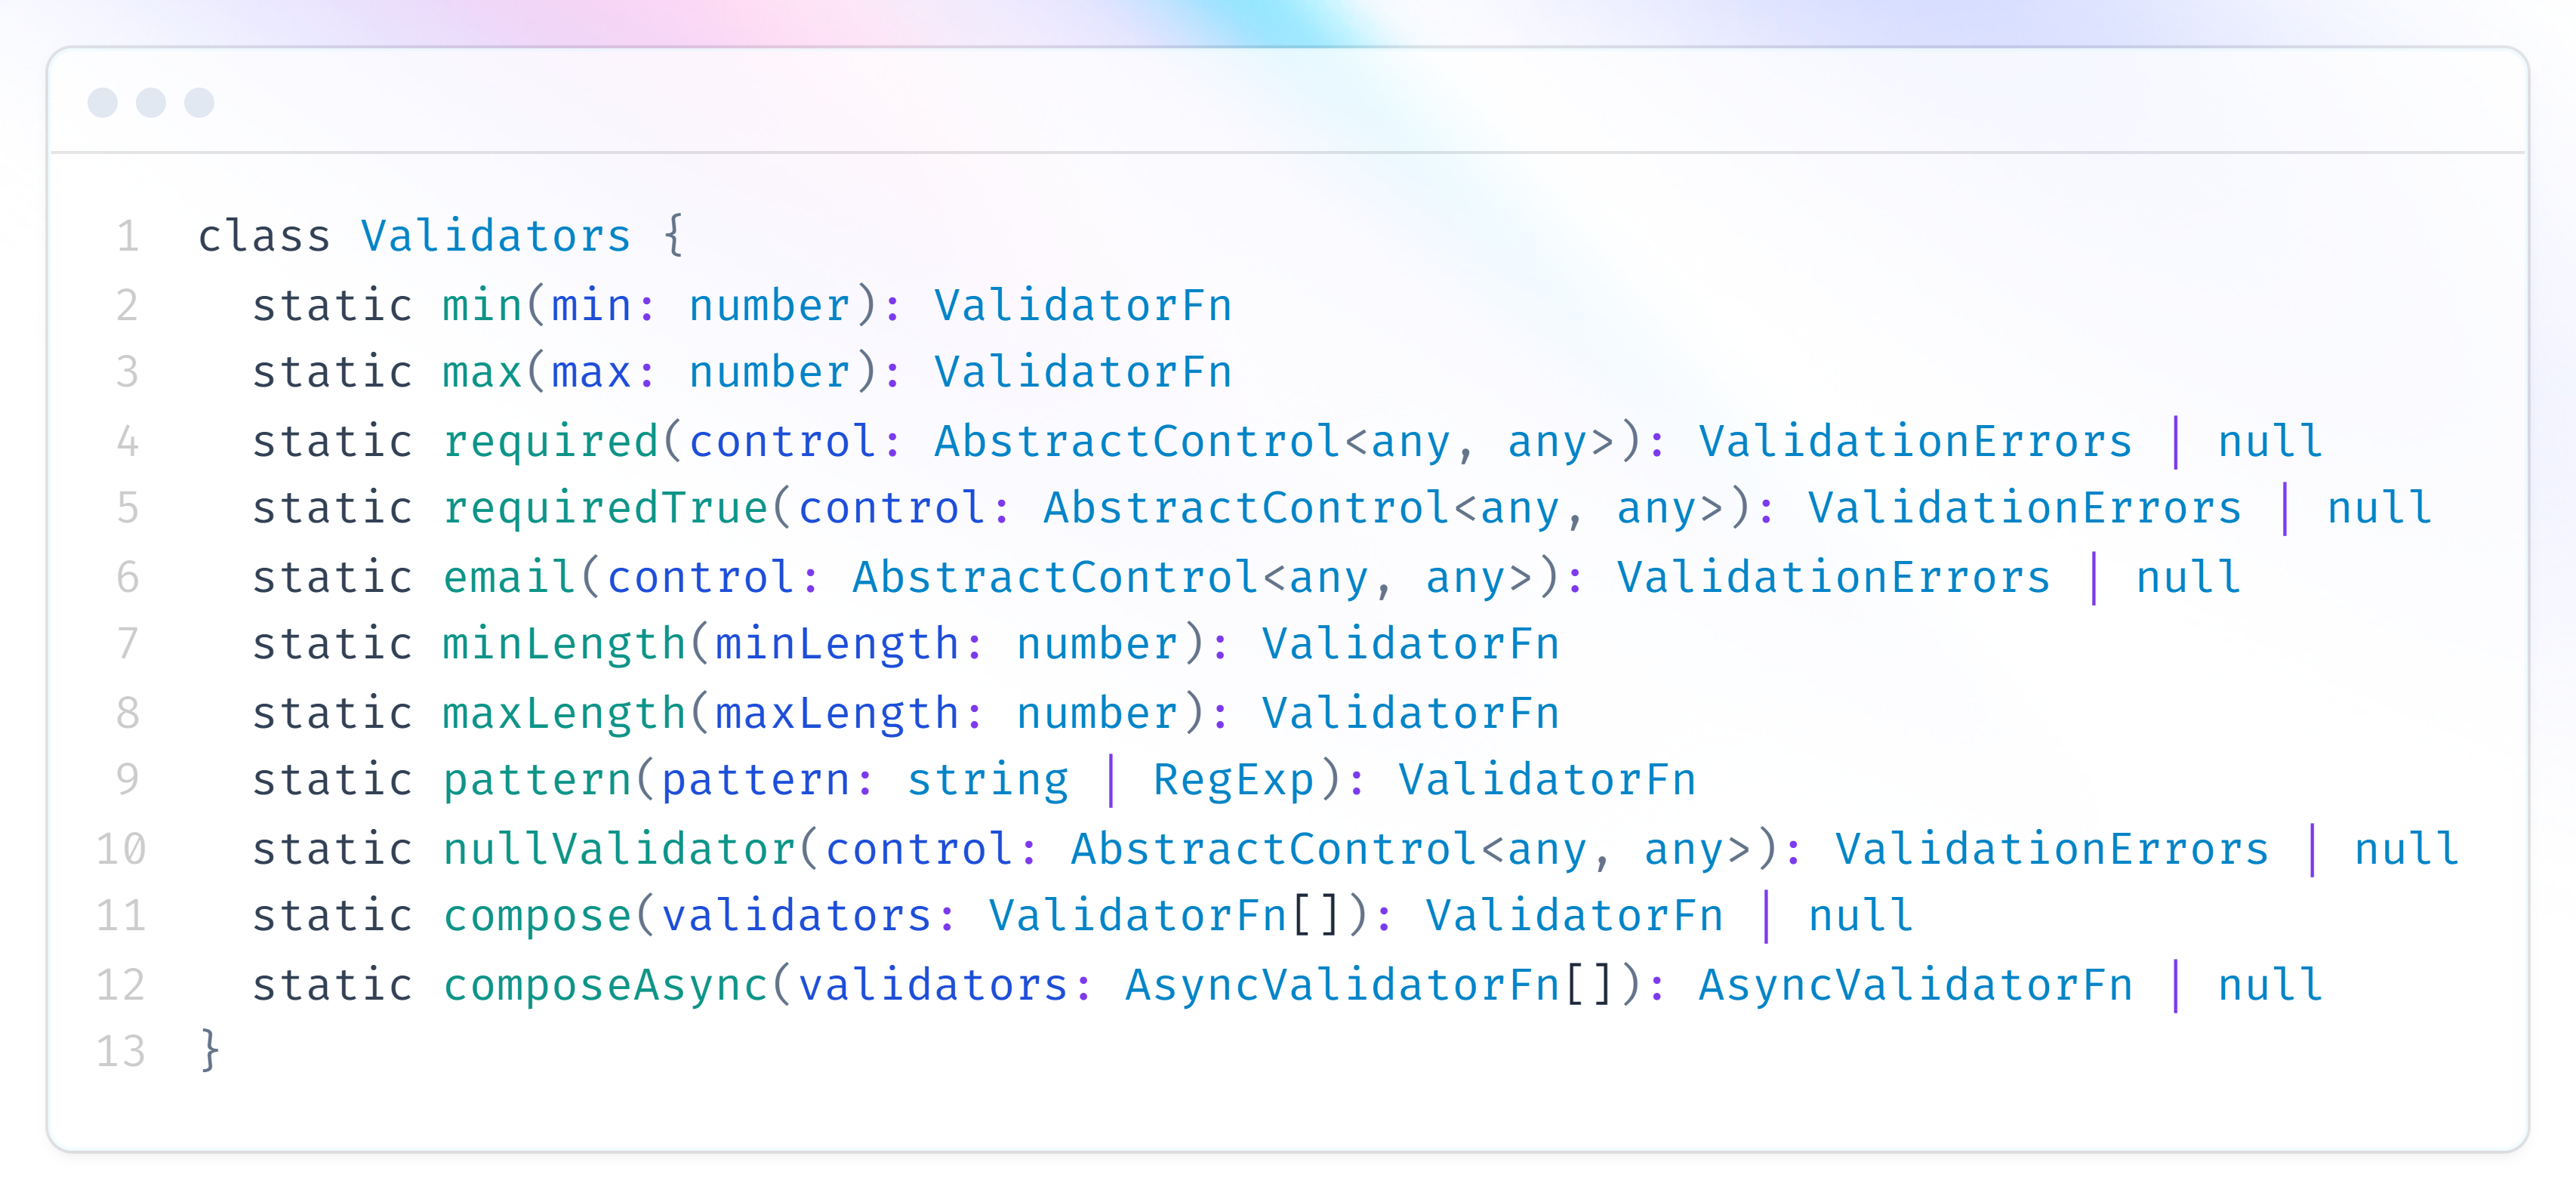 1 class Validators {
2   static min(min: number): ValidatorFn
3   static max(max: number): ValidatorFn
4   static required(control: AbstractControl<any, any>): ValidationErrors | null
5   static requiredTrue(control: AbstractControl<any, any>): ValidationErrors | null
6   static email(control: AbstractControl<any, any>): ValidationErrors | null
7   static minLength(minLength: number): ValidatorFn
8   static maxLength(maxLength: number): ValidatorFn
9   static pattern(pattern: string | RegExp): ValidatorFn
10   static nullValidator(control: AbstractControl<any, any>): ValidationErrors | null
11   static compose(validators: ValidatorFn[]): ValidatorFn | null
12   static composeAsync(validators: AsyncValidatorFn[]): AsyncValidatorFn | null
13 }